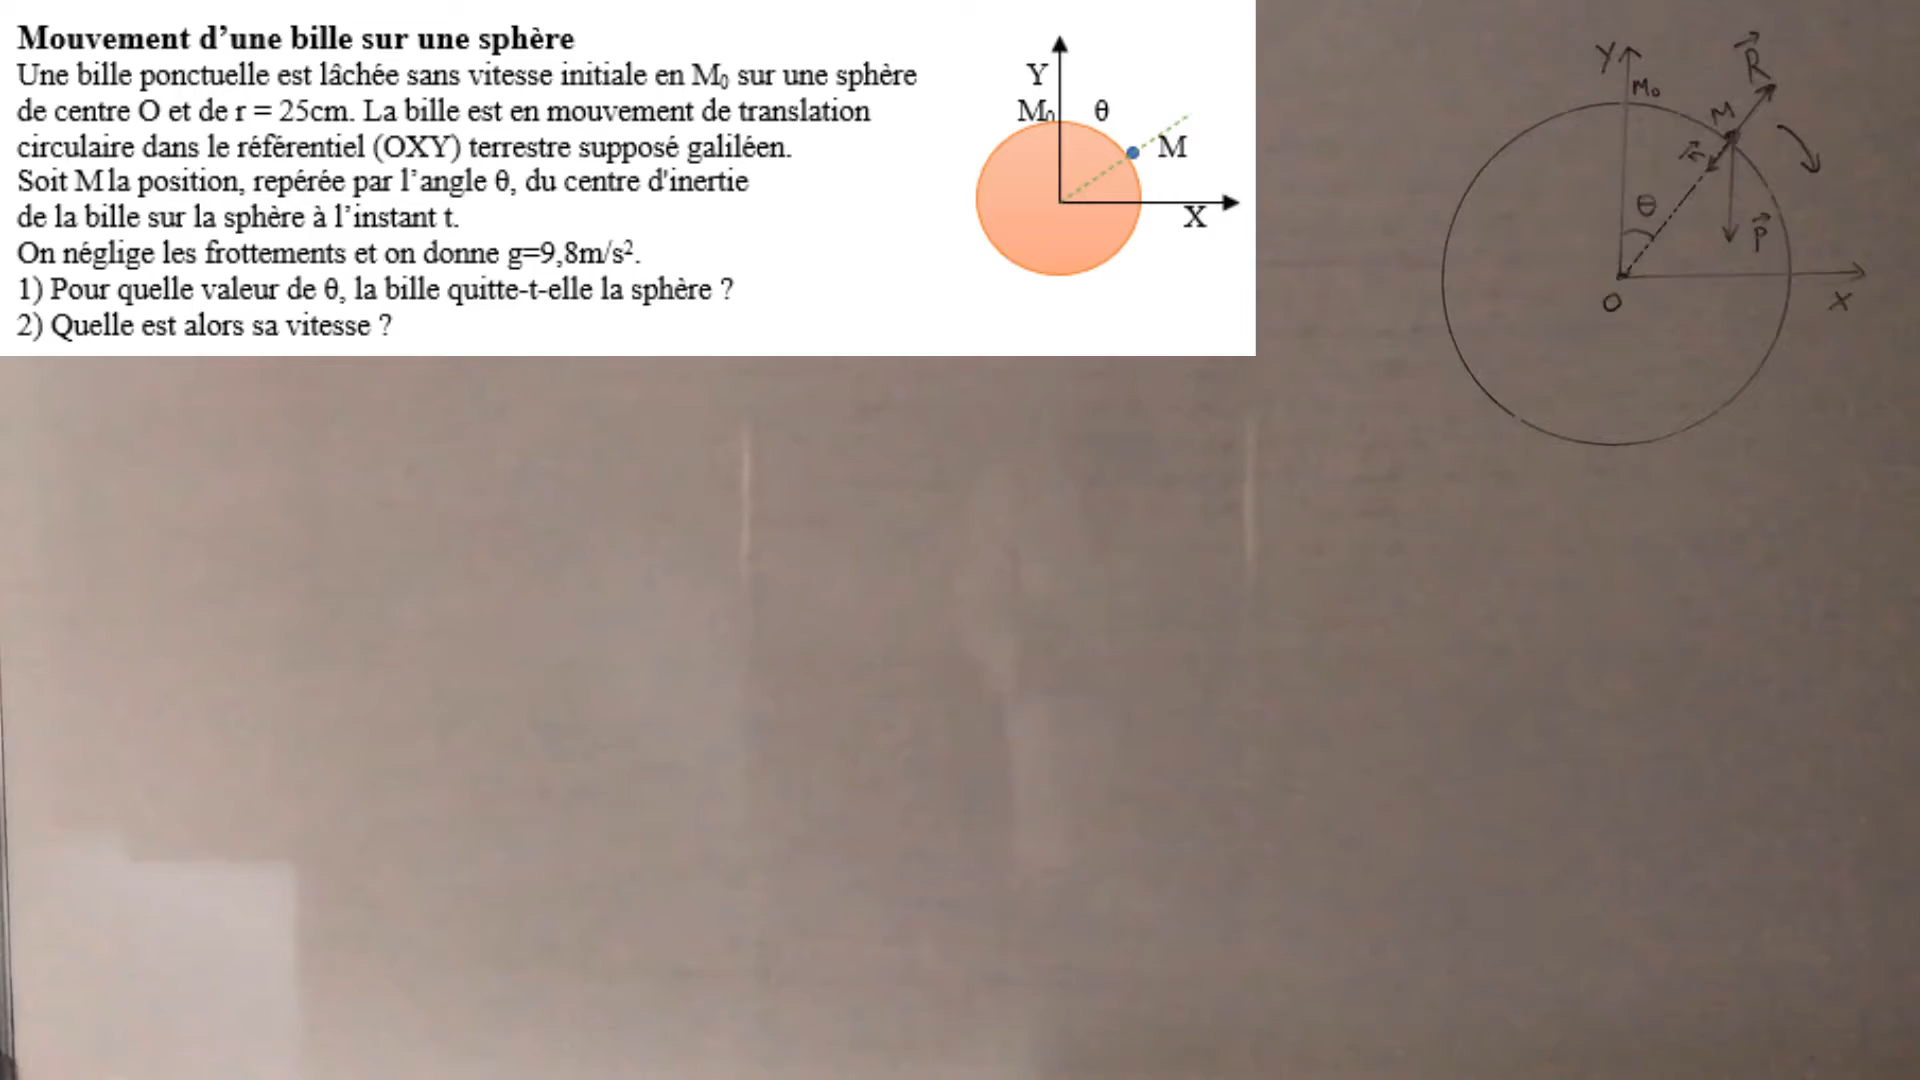 Mouvement d’une bille sur une sphère
Une bille ponctuelle est lâchée sans vitesse initiale en M₀ sur une sphère
de centre O et de r = 25cm. La bille est en mouvement de translation
circulaire dans le référentiel (OXY) terrestre supposé galiléen.
Soit M la position, repérée par l’angle θ, du centre d'inertie
de la bille sur la sphère à l’instant t.
On néglige les frottements et on donne g=9,8m/s².
1) Pour quelle valeur de θ, la bille quitte-t-elle la sphère ?
2) Quelle est alors sa vitesse ?
Y
M₀ θ
M
X
Y
R⃗
M₀
M
θ
P⃗
O
X